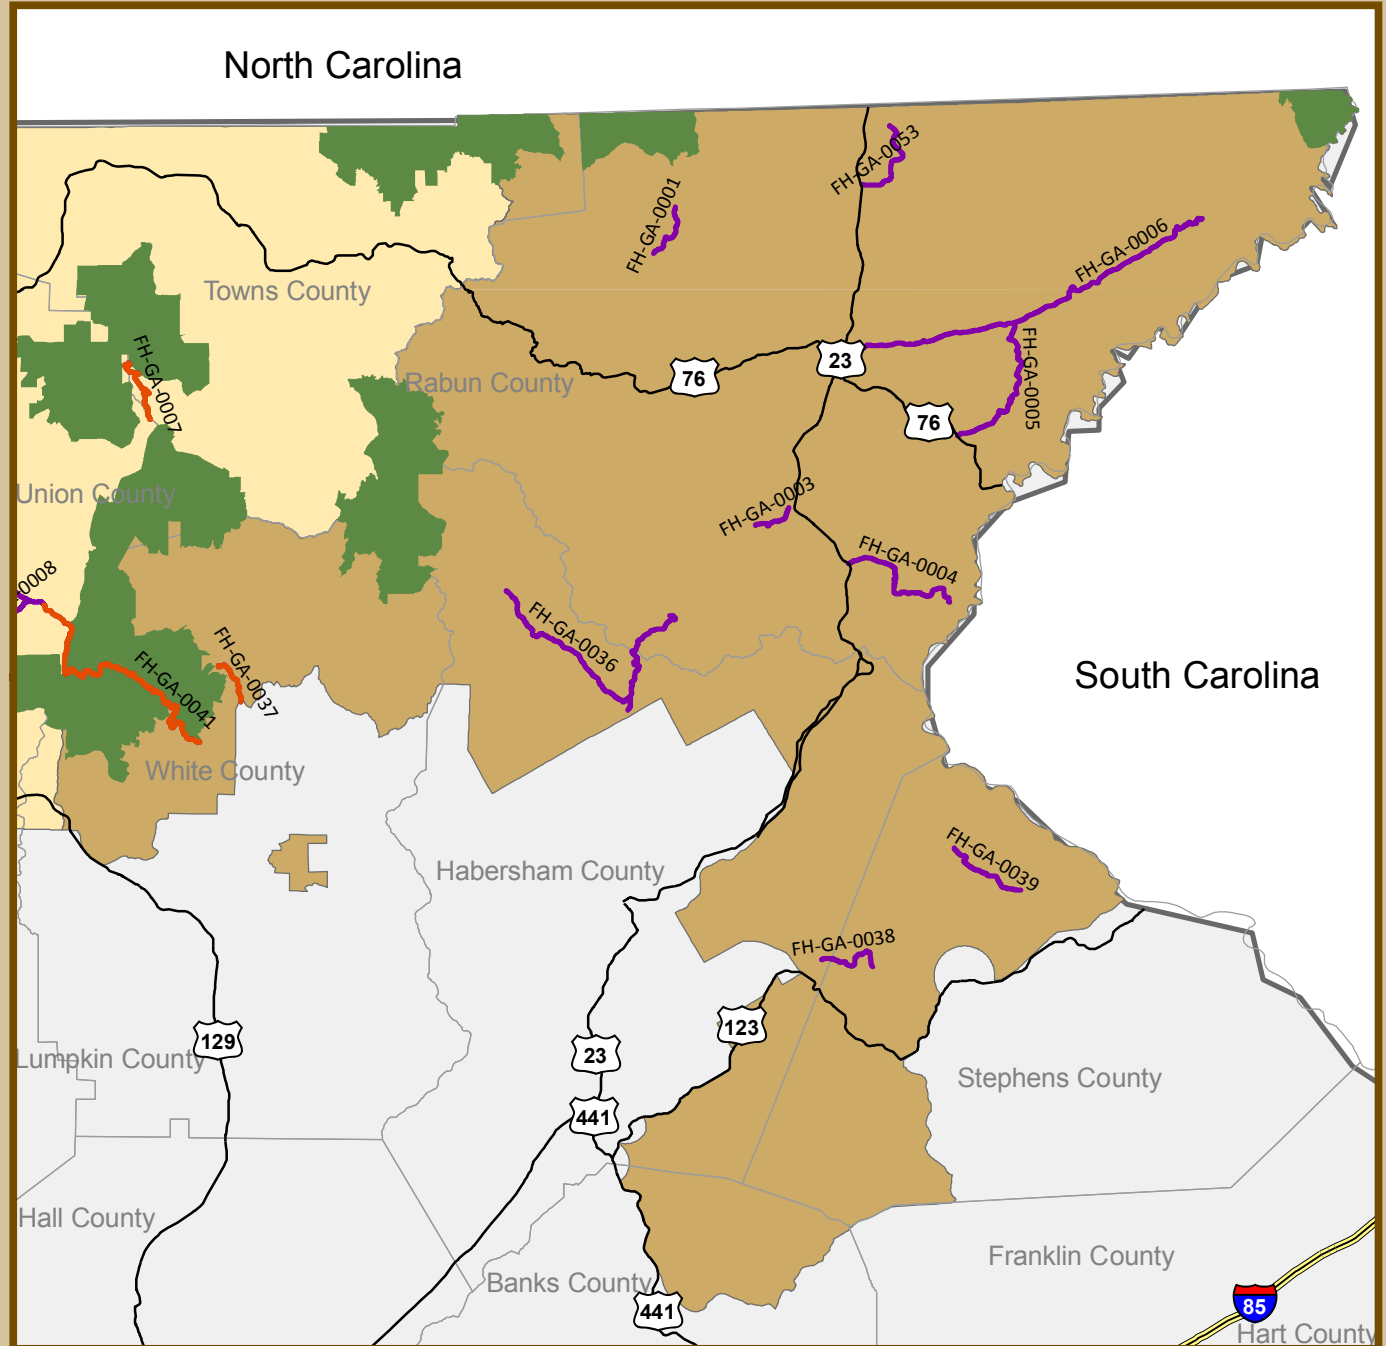 North Carolina
FH-GA-0053
FH-GA-0001
FH-GA-0006
Towns County
FH-GA-0007
FH-GA-0005
23
76
Rabun County
76
Union County
FH-GA-0003
FH-GA-0004
0008
FH-GA-0036
FH-GA-0037
FH-GA-0041
South Carolina
White County
FH-GA-0039
Habersham County
FH-GA-0038
123
129
23
Lumpkin County
Stephens County
441
Hall County
Franklin County
Banks County
441
85
Hart County